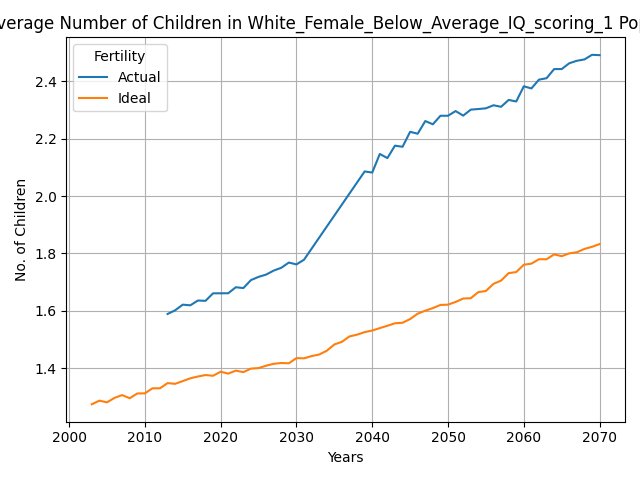 verage Number of Children in White_Female_Below_Average_IQ_scoring_1 Pop
Fertility
Actual
Ideal
No. of Children
2.4
2.2
2.0
1.8
1.6
1.4
2000 2010 2020 2030 2040 2050 2060 2070
Years